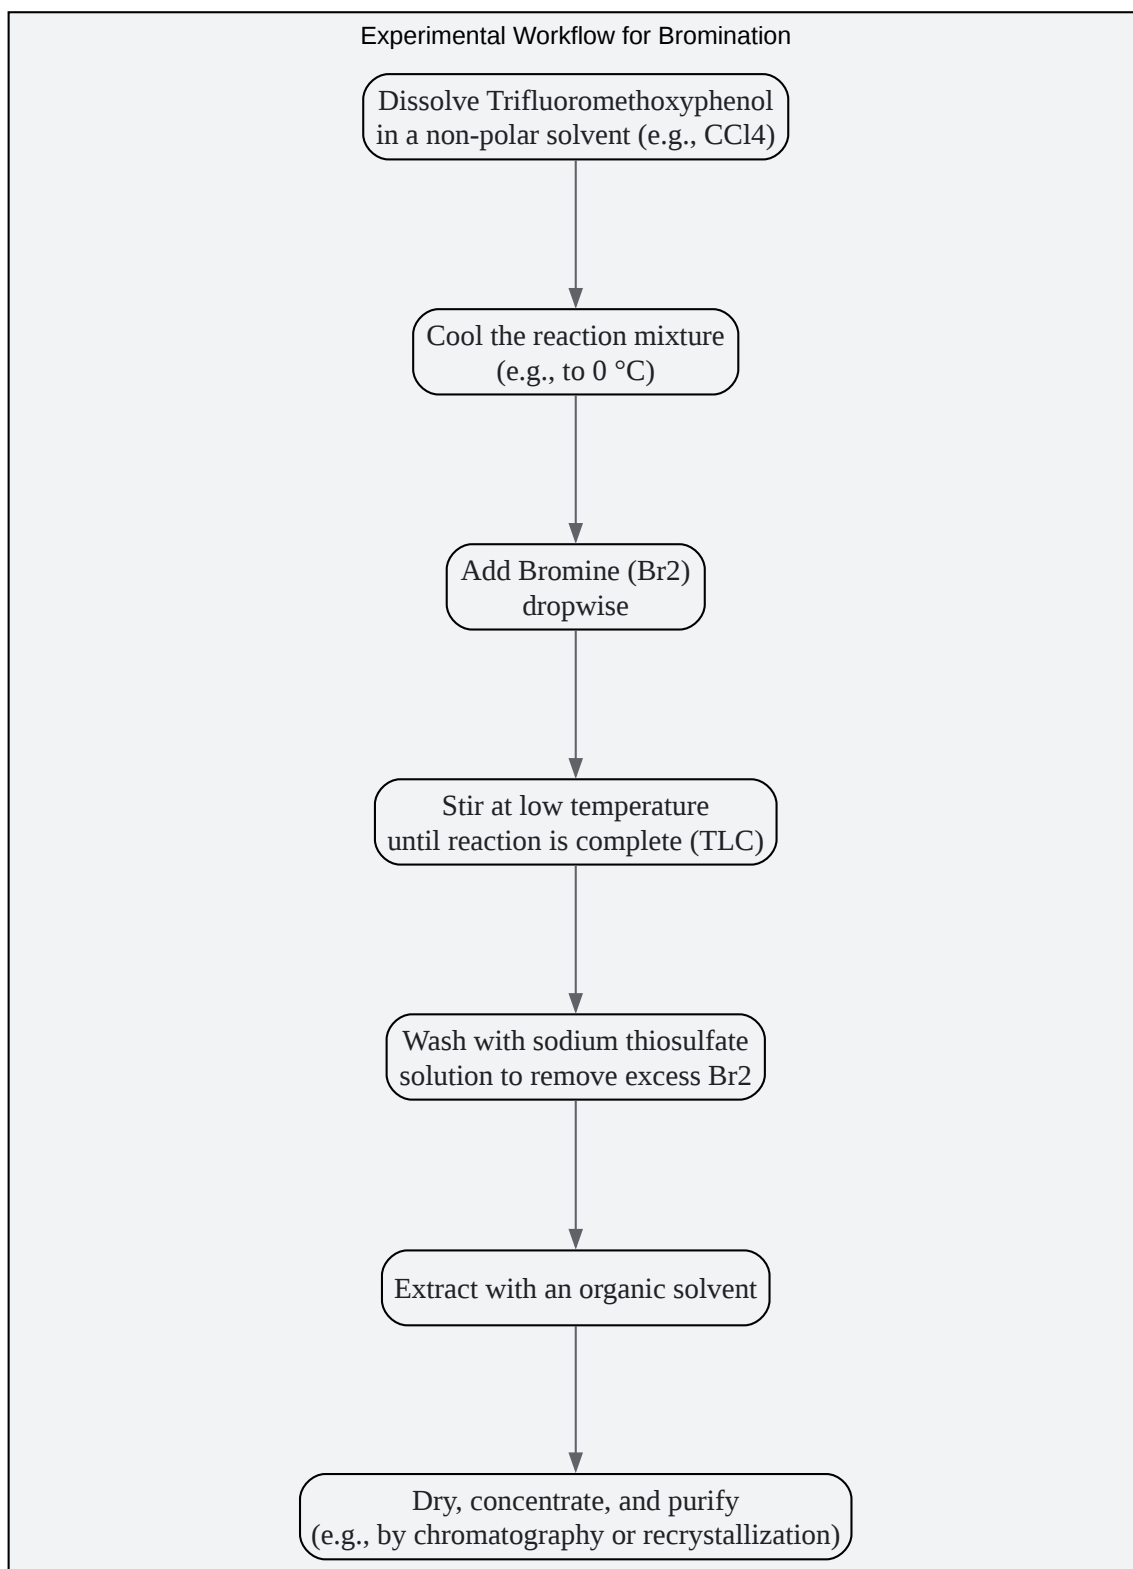 Experimental Workflow for Bromination
Dissolve Trifluoromethoxyphenol
in a non-polar solvent (e.g., CCl4)
Cool the reaction mixture
(e.g., to 0 °C)
Add Bromine (Br2)
dropwise
Stir at low temperature
until reaction is complete (TLC)
Wash with sodium thiosulfate
solution to remove excess Br2
Extract with an organic solvent
Dry, concentrate, and purify
(e.g., by chromatography or recrystallization)